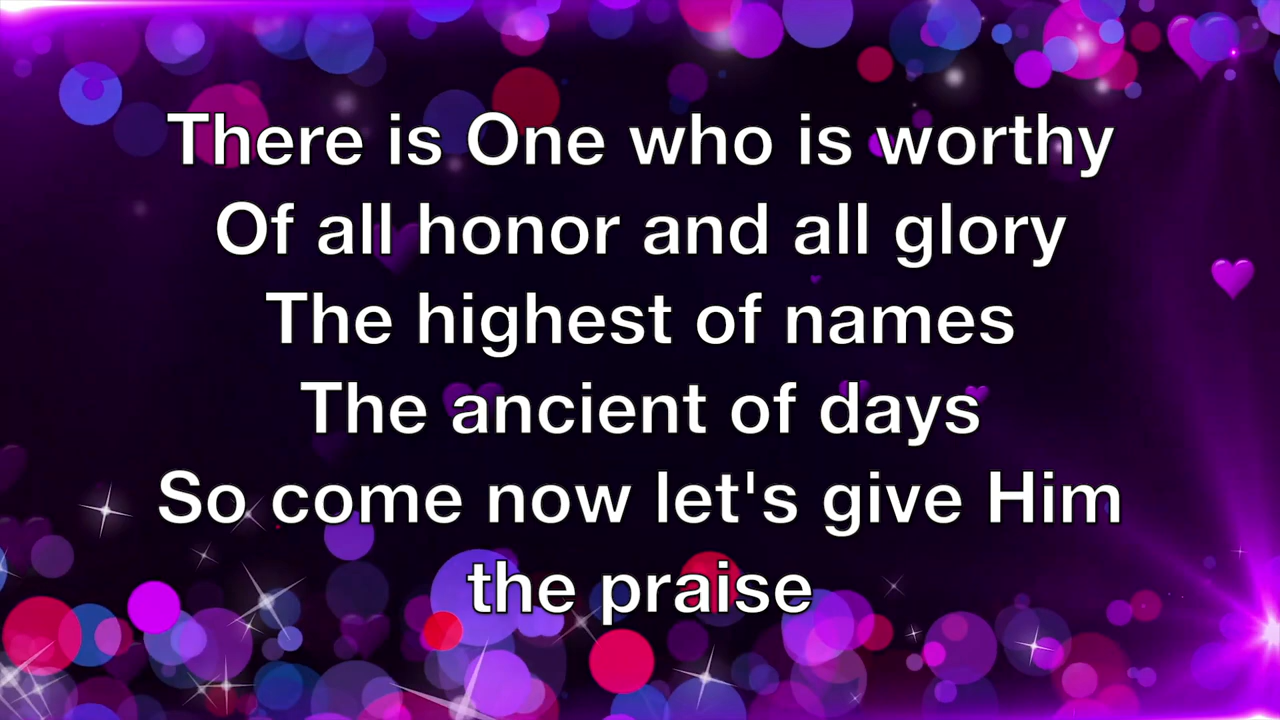 There is One who is worthy
Of all honor and all glory
The highest of names
The ancient of days
So come now let's give Him
the praise